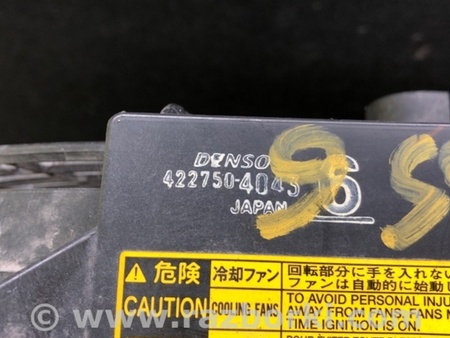 DENSO
422750-4043
JAPAN
6
危険
冷却ファン
回転部分に手を入れない
ファンは自動的に始動し
CAUTION
COOLING FANS
TO AVOID PERSONAL INJU
AWAY FROM FANS. FANS M
TIME IGNITION IS ON.